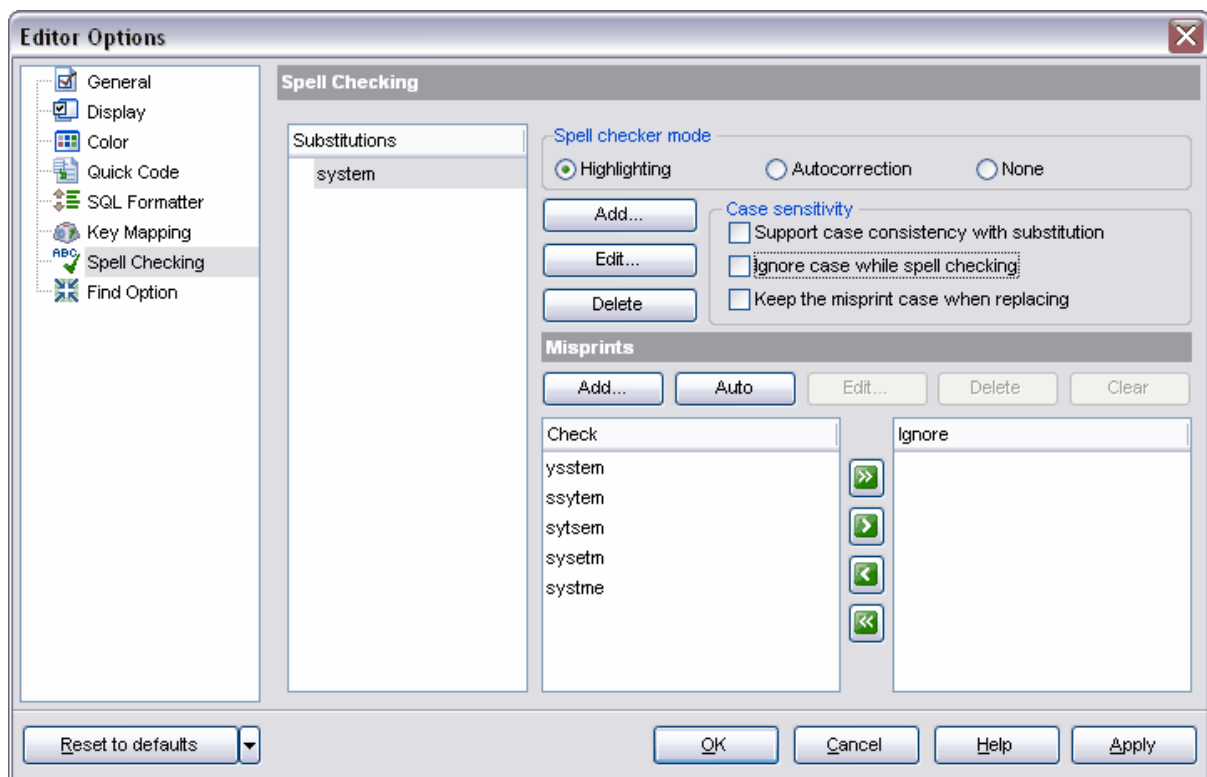 Editor Options
General
Display
Color
Quick Code
SQL Formatter
Key Mapping
ABC
Spell Checking
Find Option
Spell Checking
Substitutions
system
Spell checker mode
Highlighting Autocorrection None
Add...
Edit...
Delete
Case sensitivity
Support case consistency with substitution
Ignore case while spell checking
Keep the misprint case when replacing
Misprints
Add... Auto Edit... Delete Clear
Check
ysstem
ssytem
sytsem
sysetm
systme
Ignore
Reset to defaults OK Cancel Help Apply